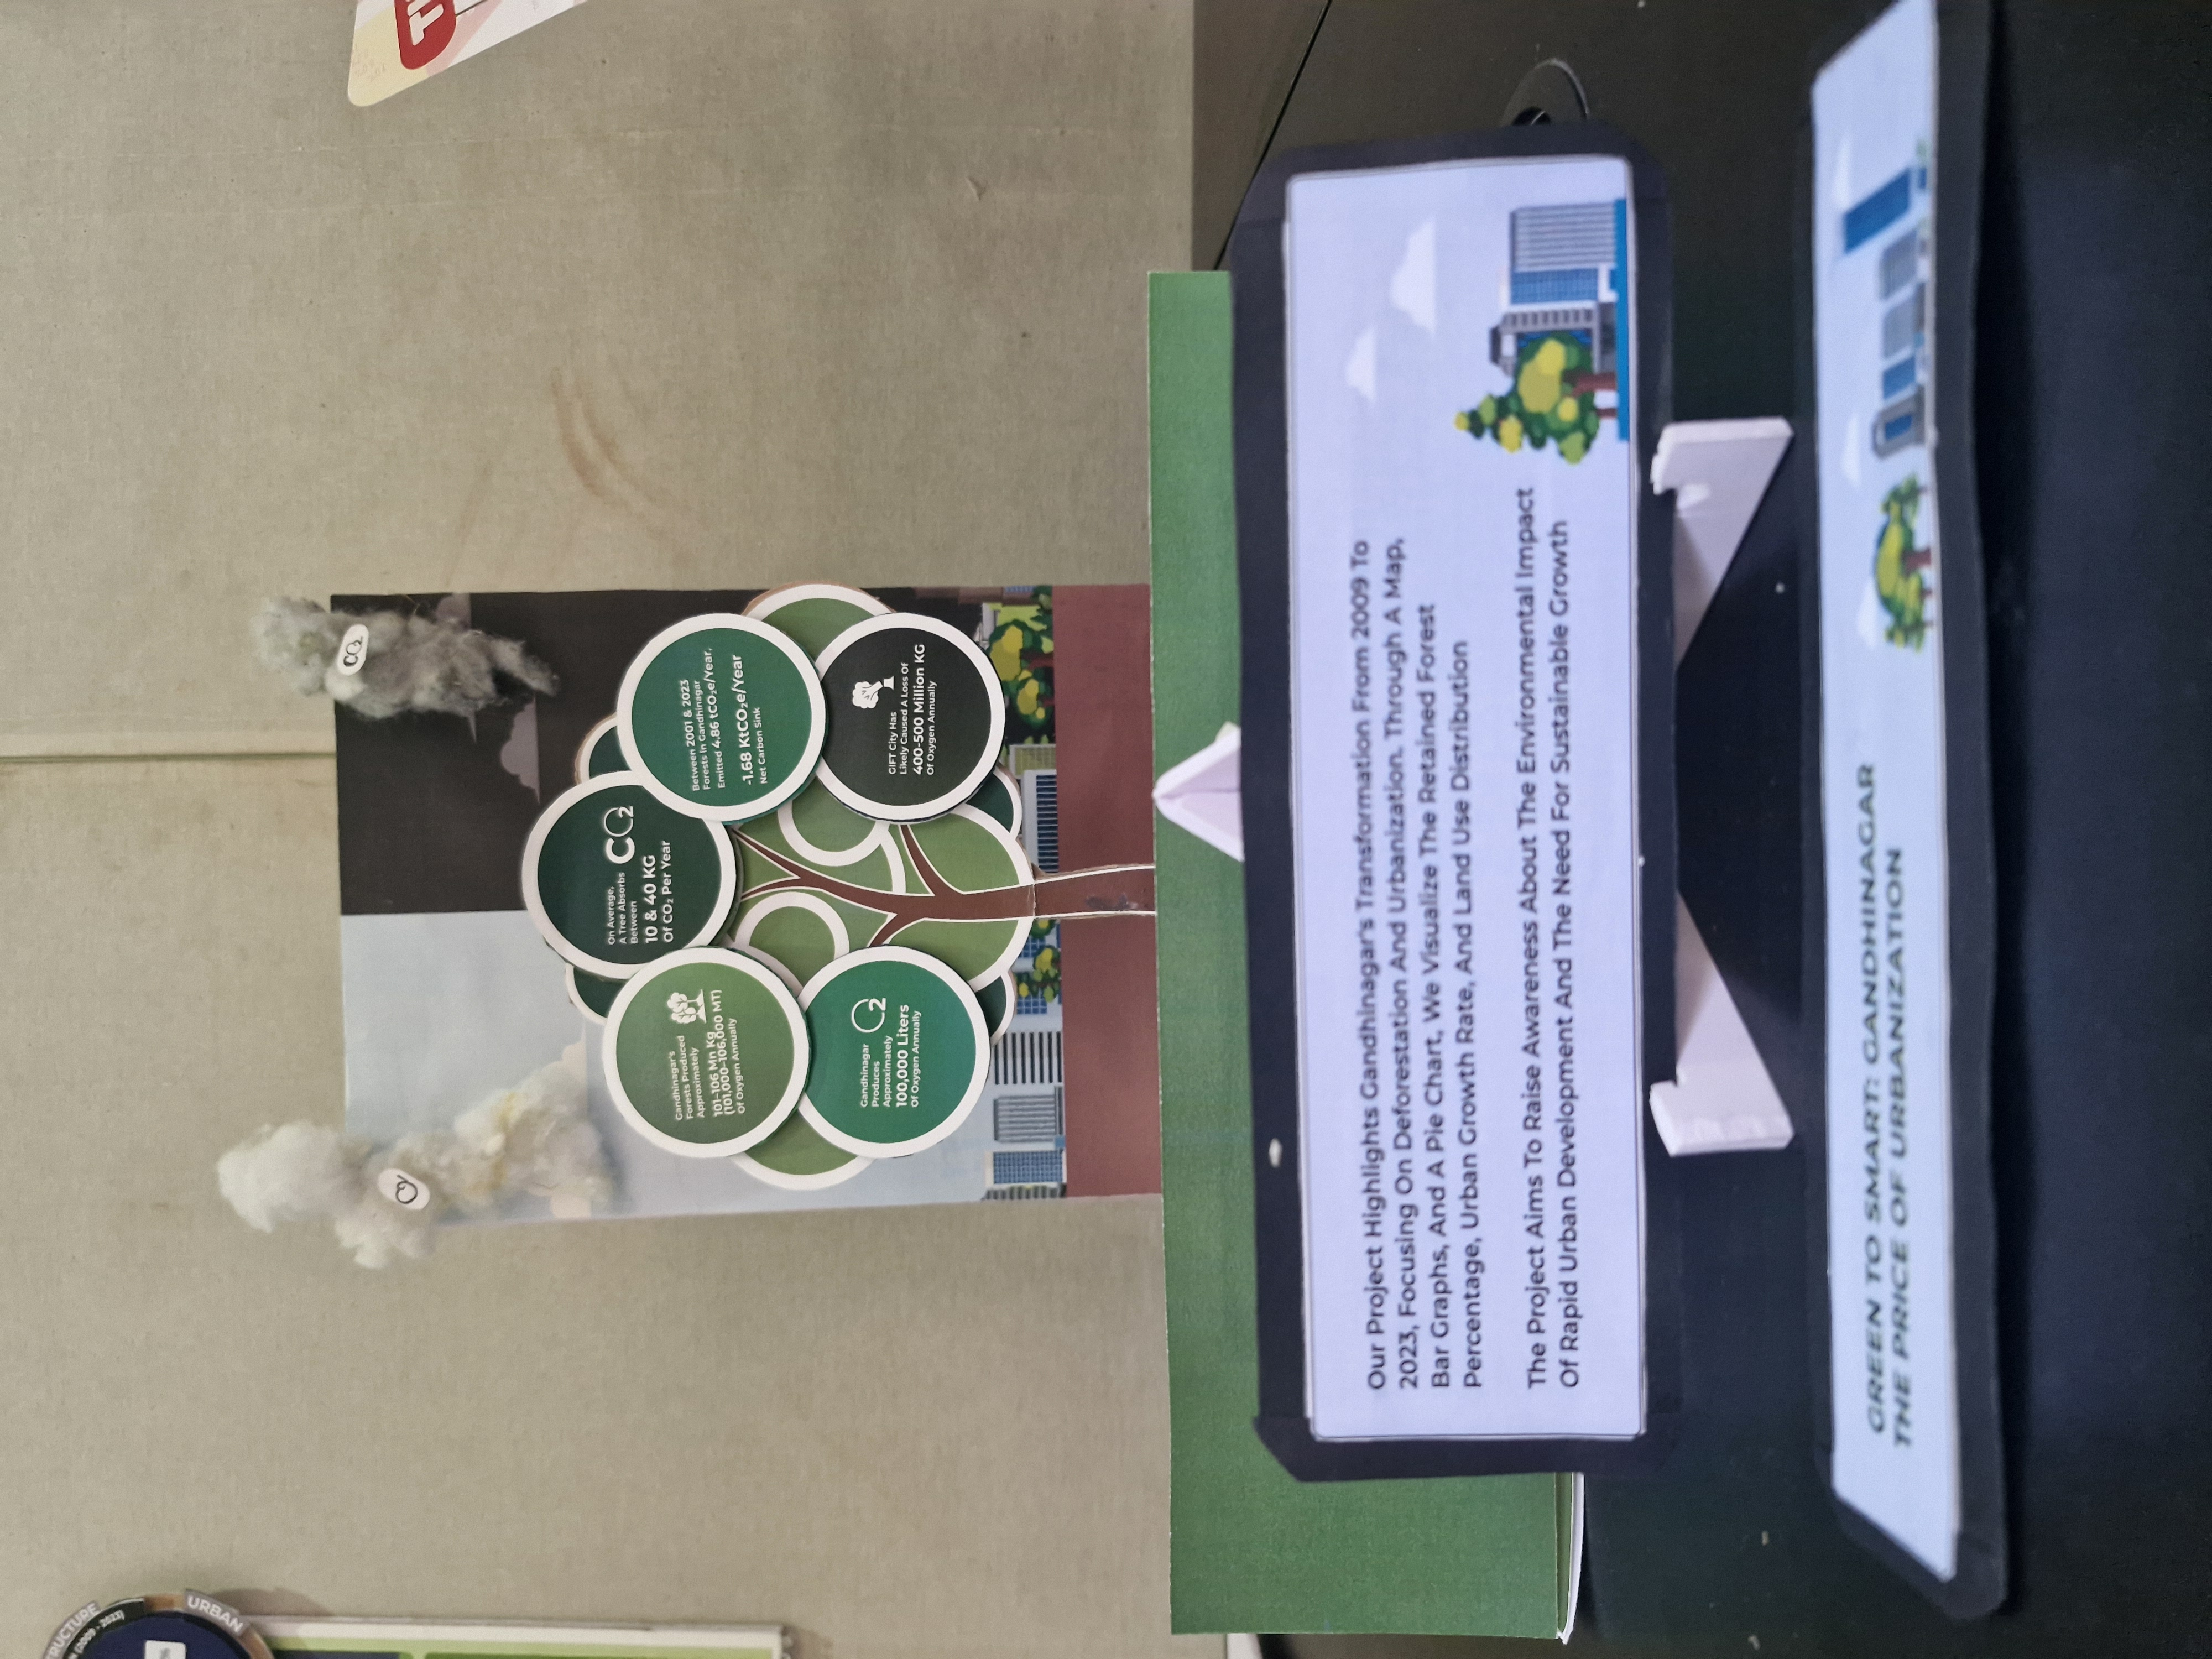 RUCTURE
(2009 - 2023)
%
URBAN
O2
CO2
On Average,
A Tree Absorbs
Between
CO2
10 & 40 KG
Of CO₂ Per Year
Gandhinagar's
Forests Produced
Approximately
101–106 Mn Kg
(101,000–106,000 MT)
Of Oxygen Annually
Between 2001 & 2023
Forests In Gandhinagar
Emitted 4.86 tCO₂e/Year.
-1.68 KtCO₂e/Year
Net Carbon Sink
Gandhinagar
Produces
Approximately
O2
100,000 Liters
Of Oxygen Annually
GIFT City Has
Likely Caused A Loss Of
400-500 Million KG
Of Oxygen Annually
Our Project Highlights Gandhinagar's Transformation From 2009 To
2023, Focusing On Deforestation And Urbanization. Through A Map,
Bar Graphs, And A Pie Chart, We Visualize The Retained Forest
Percentage, Urban Growth Rate, And Land Use Distribution
The Project Aims To Raise Awareness About The Environmental Impact
Of Rapid Urban Development And The Need For Sustainable Growth
GREEN TO SMART: GANDHINAGAR
THE PRICE OF URBANIZATION